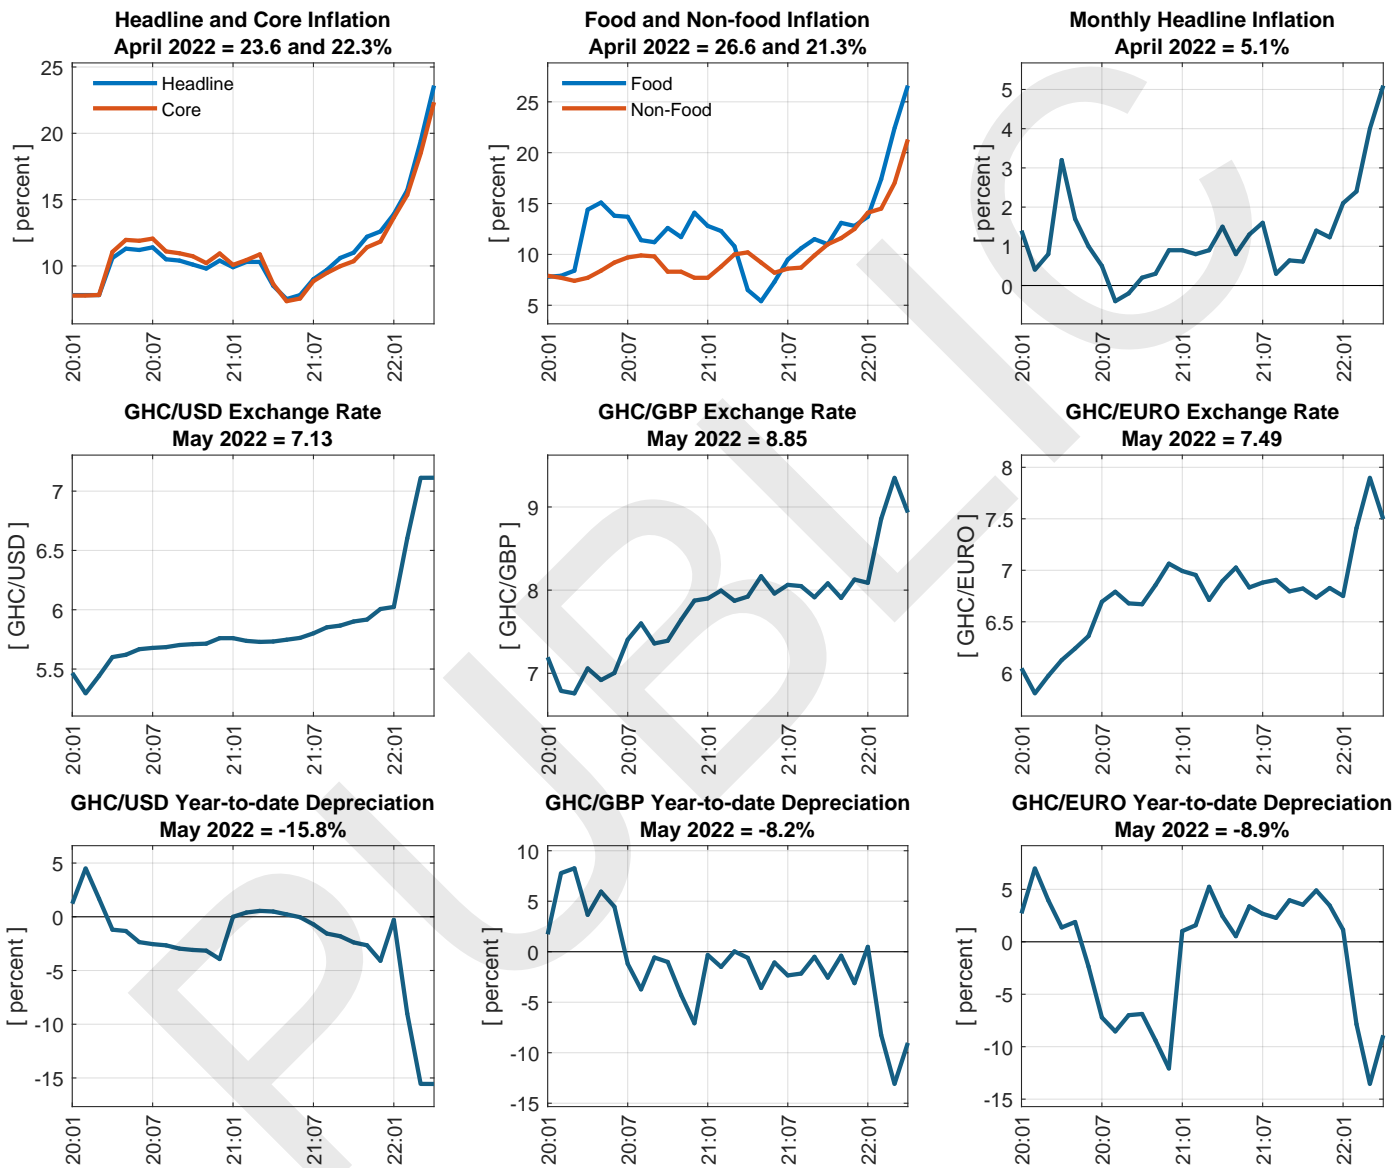 Headline and Core Inflation
April 2022 = 23.6 and 22.3%
25
20
15
10
[ percent ]
Headline
Core
20:01
20:07
21:01
21:07
22:01
Food and Non-food Inflation
April 2022 = 26.6 and 21.3%
25
20
15
10
5
[ percent ]
Food
Non-Food
20:01
20:07
21:01
21:07
22:01
Monthly Headline Inflation
April 2022 = 5.1%
5
4
3
2
1
0
[ percent ]
20:01
20:07
21:01
21:07
22:01
GHC/USD Exchange Rate
May 2022 = 7.13
7
6.5
6
5.5
[ GHC/USD ]
20:01
20:07
21:01
21:07
22:01
GHC/GBP Exchange Rate
May 2022 = 8.85
9
8
7
[ GHC/GBP ]
20:01
20:07
21:01
21:07
22:01
GHC/EURO Exchange Rate
May 2022 = 7.49
8
7.5
7
6.5
6
[ GHC/EURO ]
20:01
20:07
21:01
21:07
22:01
GHC/USD Year-to-date Depreciation
May 2022 = -15.8%
5
0
-5
-10
-15
[ percent ]
20:01
20:07
21:01
21:07
22:01
GHC/GBP Year-to-date Depreciation
May 2022 = -8.2%
10
5
0
-5
-10
-15
[ percent ]
20:01
20:07
21:01
21:07
22:01
GHC/EURO Year-to-date Depreciation
May 2022 = -8.9%
5
0
-5
-10
-15
[ percent ]
20:01
20:07
21:01
21:07
22:01
PUBLIC